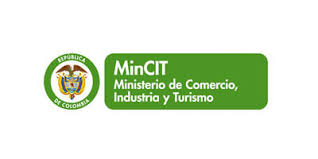 REPÚBLICA
DE COLOMBIA
MinCIT
Ministerio de Comercio,
Industria y Turismo